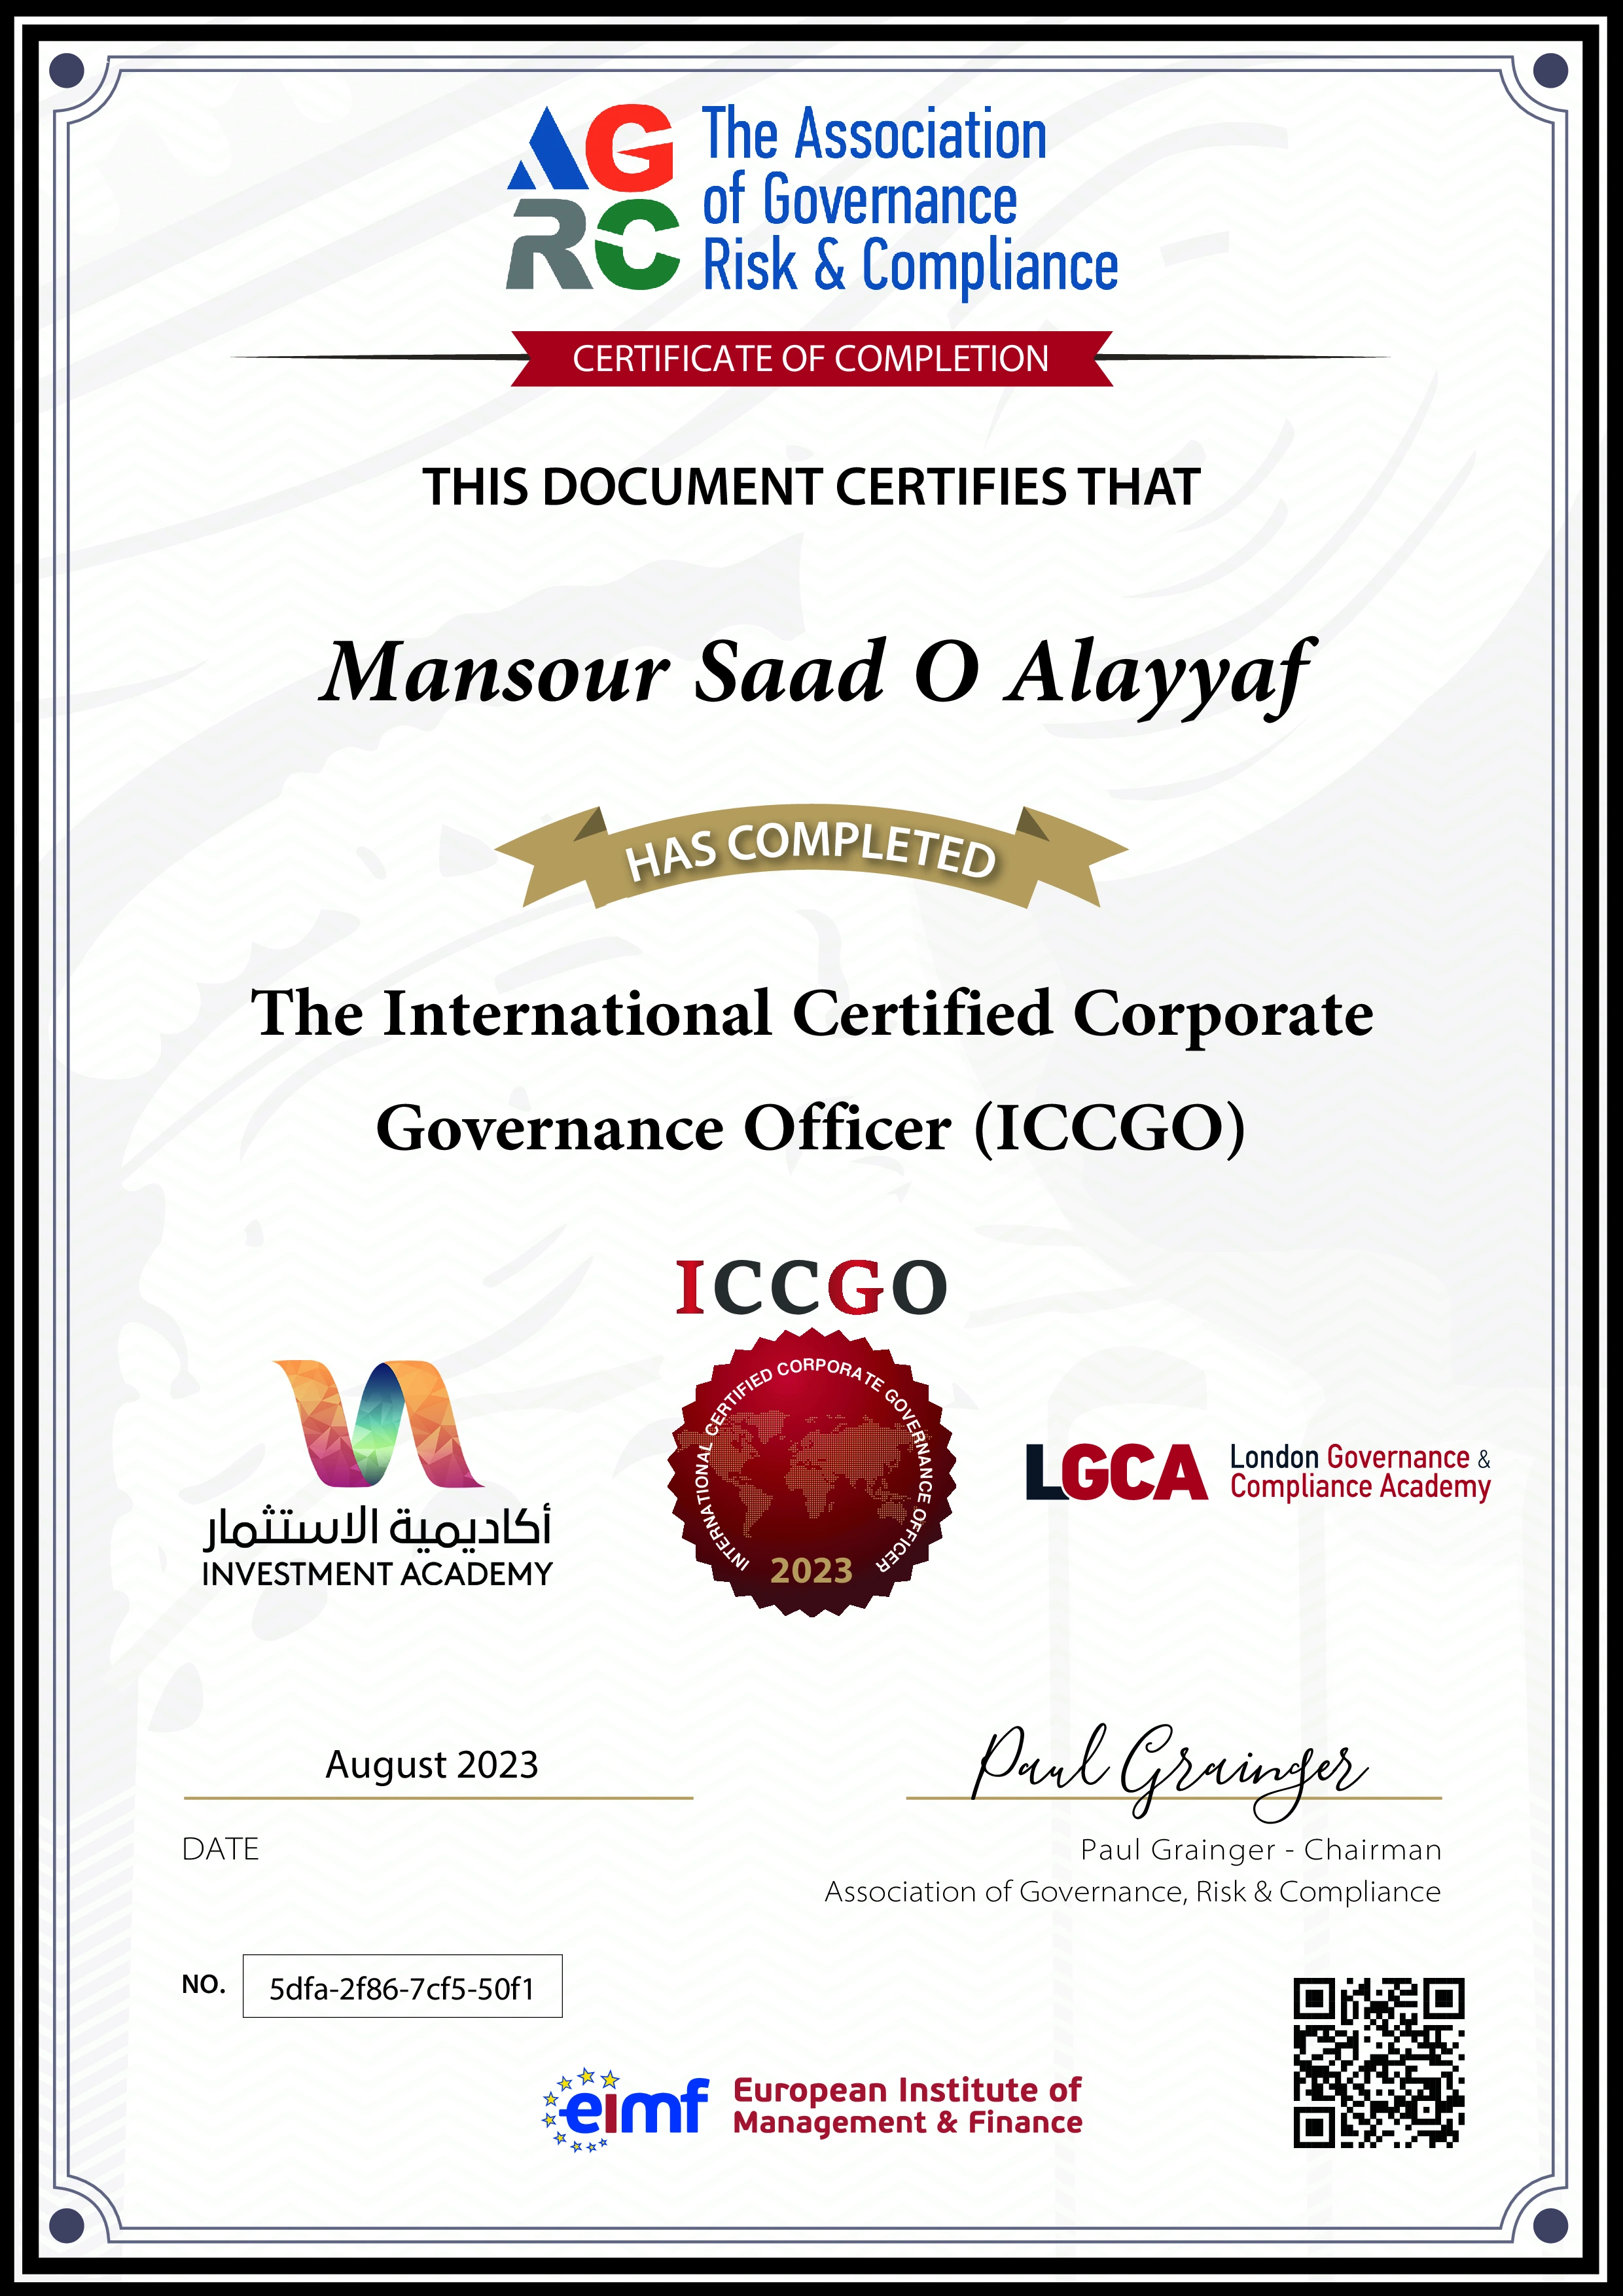 AGRC
The Association
of Governance
Risk & Compliance
CERTIFICATE OF COMPLETION
THIS DOCUMENT CERTIFIES THAT
Mansour Saad O Alayyaf
HAS COMPLETED
The International Certified Corporate
Governance Officer (ICCGO)
ICCGO
INTERNATIONAL CERTIFIED CORPORATE GOVERNANCE OFFICER
2023
أكاديمية الاستثمار
INVESTMENT ACADEMY
LGCA
London Governance &
Compliance Academy
August 2023
DATE
Paul Grainger
Paul Grainger - Chairman
Association of Governance, Risk & Compliance
NO. 5dfa-2f86-7cf5-50f1
eimf
European Institute of
Management & Finance